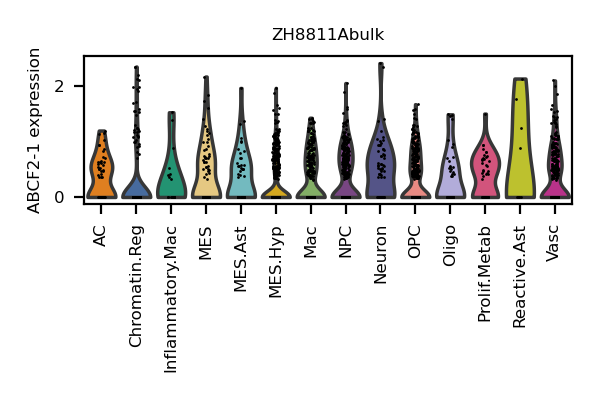 ZH8811Abulk
ABCF2-1 expression
2
0
AC
Chromatin.Reg
Inflammatory.Mac
MES
MES.Ast
MES.Hyp
Mac
NPC
Neuron
OPC
Oligo
Prolif.Metab
Reactive.Ast
Vasc